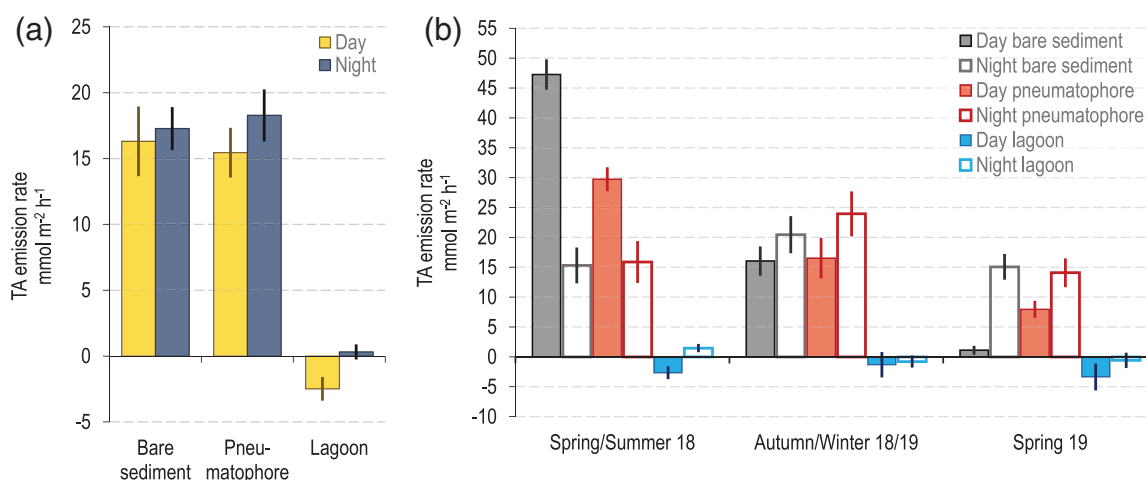 (a)
TA emission rate
mmol m⁻² h⁻¹
25
20
15
10
5
0
-5
Day
Night
Bare
sediment
Pneu-
matophore
Lagoon
(b)
TA emission rate
mmol m⁻² h⁻¹
55
50
45
40
35
30
25
20
15
10
5
0
-5
-10
Day bare sediment
Night bare sediment
Day pneumatophore
Night pneumatophore
Day lagoon
Night lagoon
Spring/Summer 18
Autumn/Winter 18/19
Spring 19